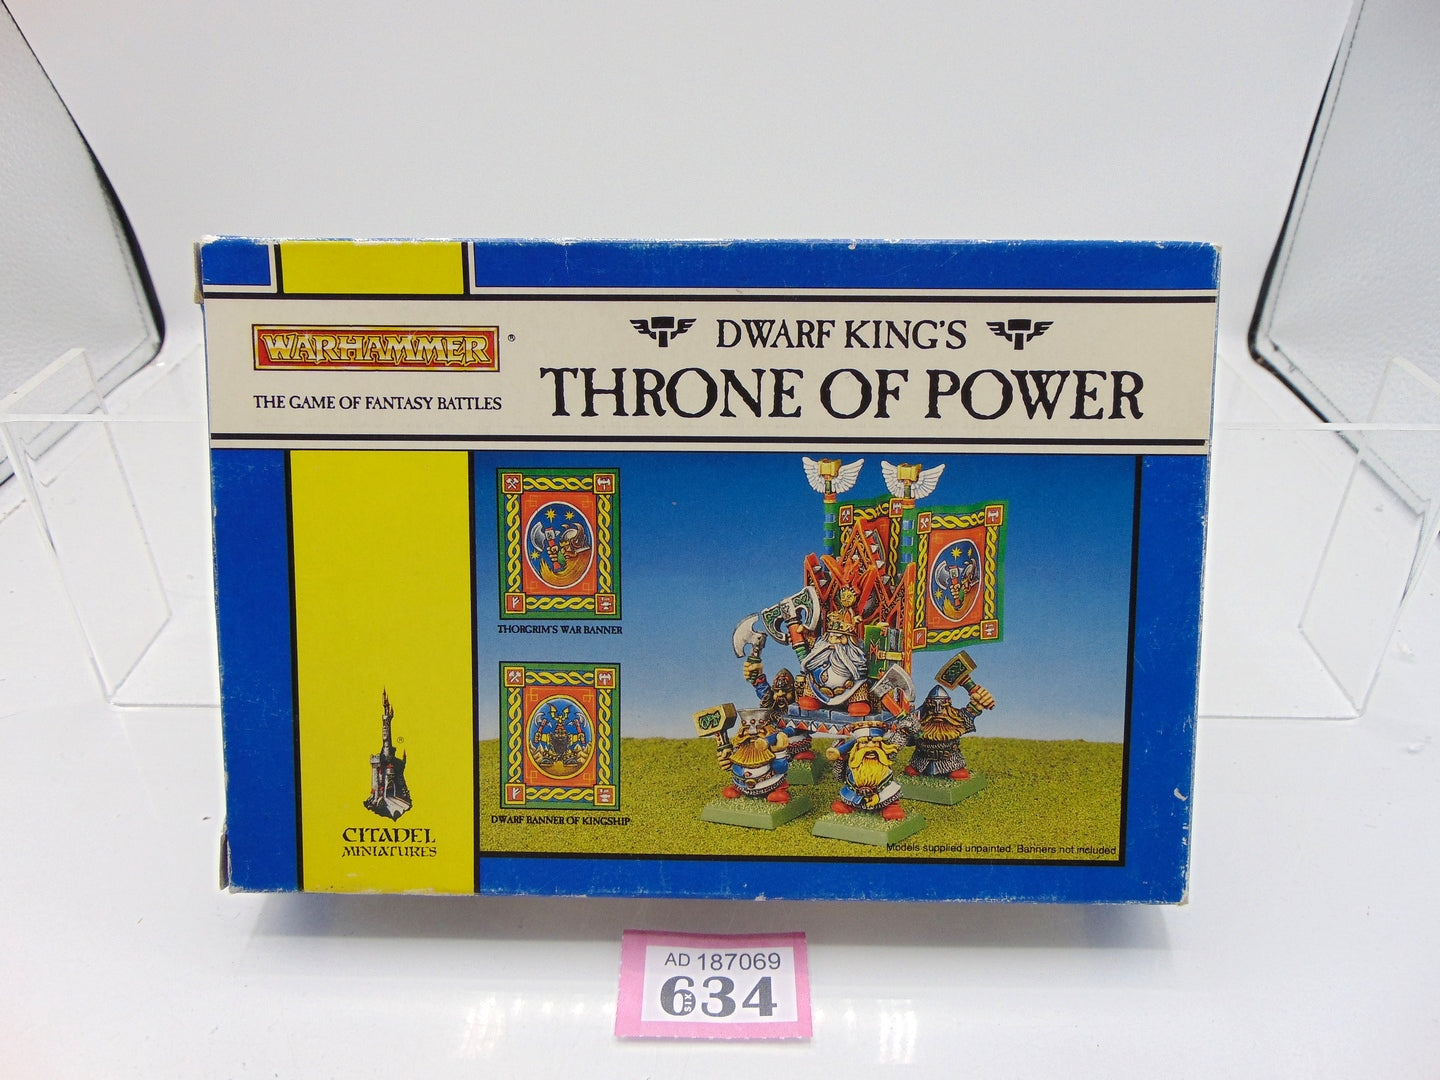 WARHAMMER ®
THE GAME OF FANTASY BATTLES
DWARF KING'S
THRONE OF POWER
THORGRIM'S WAR BANNER
DWARF BANNER OF KINGSHIP
®
CITADEL
MINIATURES
Models supplied unpainted. Banners not included
AD 187069
634